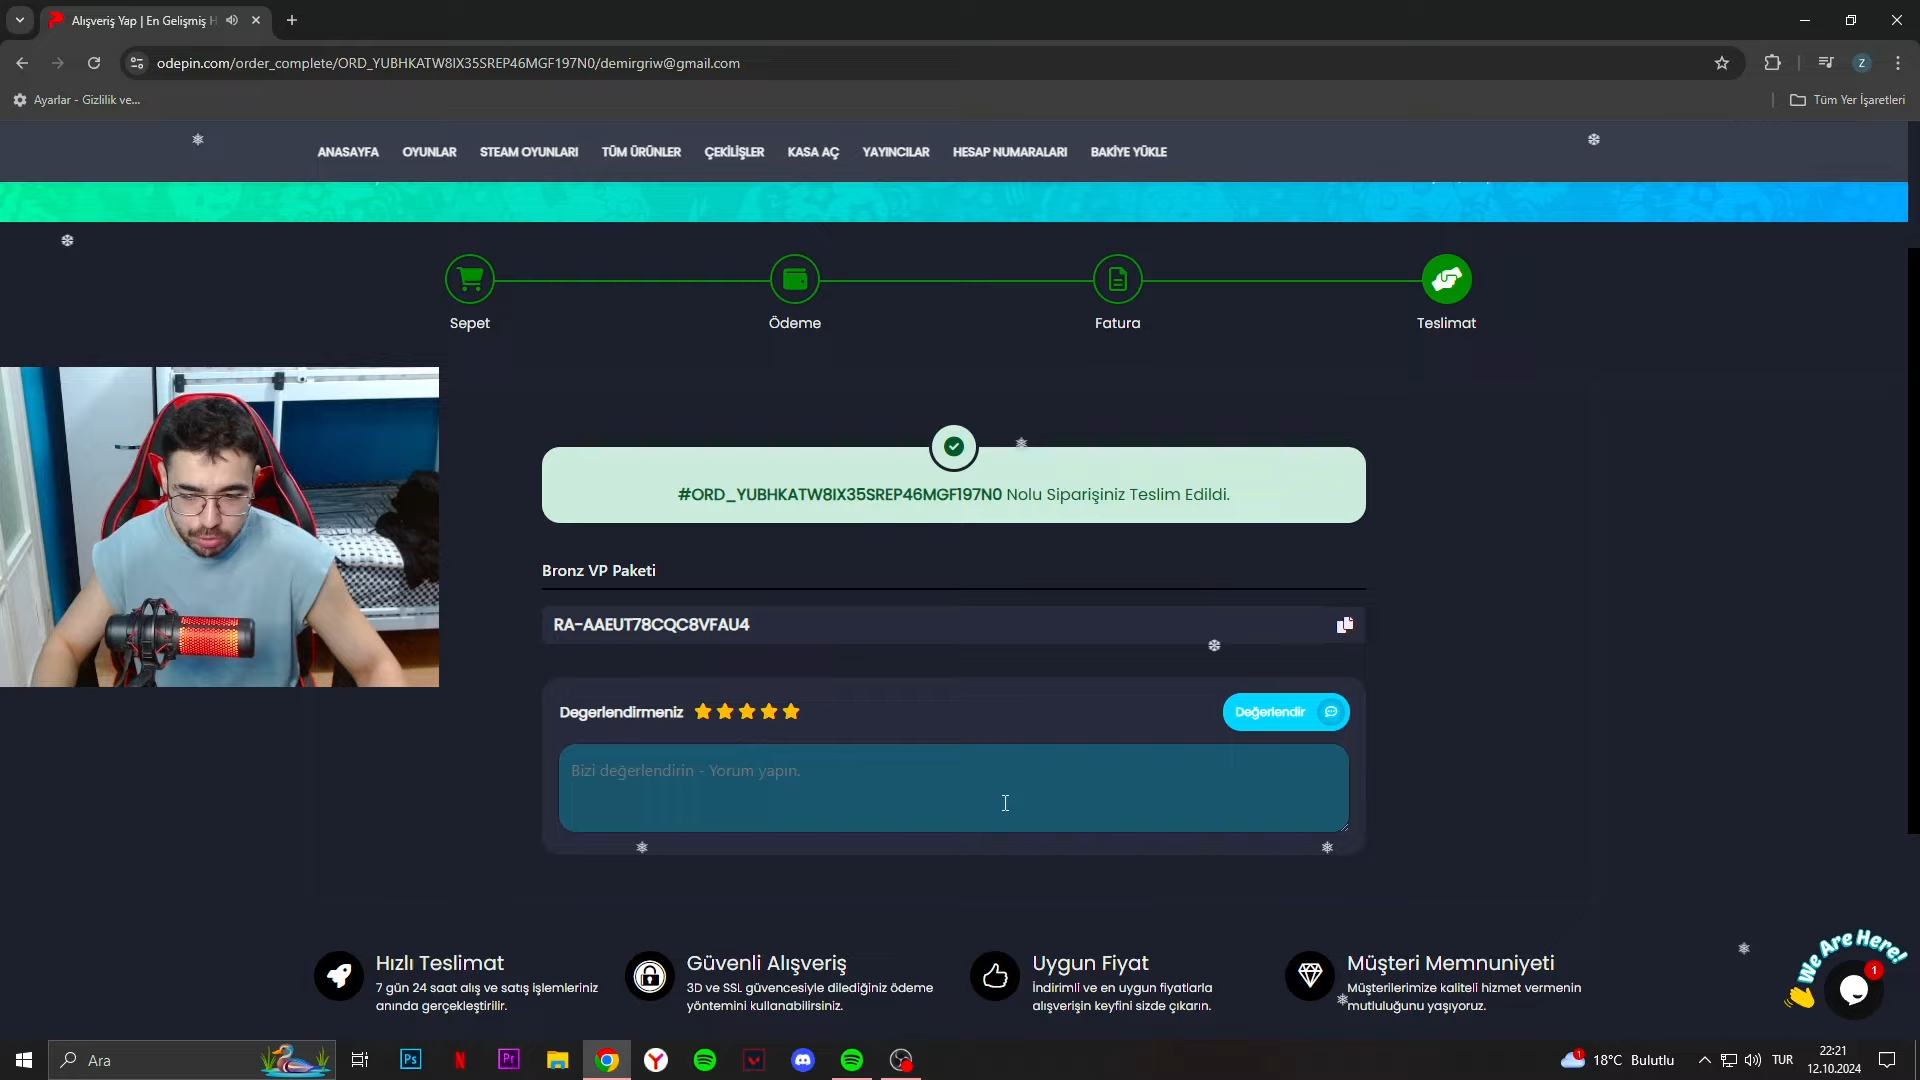 Alışveriş Yap | En Gelişmiş H
odepin.com/order_complete/ORD_YUBHKATW8IX35SREP46MGF197N0/demirgriw@gmail.com
Z
Ayarlar - Gizlilik ve...
Tüm Yer İşaretleri
ANASAYFA OYUNLAR STEAM OYUNLARI TÜM ÜRÜNLER ÇEKİLİŞLER KASA AÇ YAYINCILAR HESAP NUMARALARI BAKİYE YÜKLE
Sepet Ödeme Fatura Teslimat
#ORD_YUBHKATW8IX35SREP46MGF197N0 Nolu Siparişiniz Teslim Edildi.
Bronz VP Paketi
RA-AAEUT78CQC8VFAU4
Degerlendirmeniz
Değerlendir
Bizi değerlendirin - Yorum yapın.
Hızlı Teslimat
7 gün 24 saat alış ve satış işlemleriniz
anında gerçekleştirilir.
Güvenli Alışveriş
3D ve SSL güvencesiyle dilediğiniz ödeme
yöntemini kullanabilirsiniz.
Uygun Fiyat
İndirimli ve en uygun fiyatlarla
alışverişin keyfini sizde çıkarın.
Müşteri Memnuniyeti
Müşterilerimize kaliteli hizmet vermenin
mutluluğunu yaşıyoruz.
We Are Here!
1
Ara
Ps
N
Pr
Y
1
18°C Bulutlu
TUR
22:21
12.10.2024